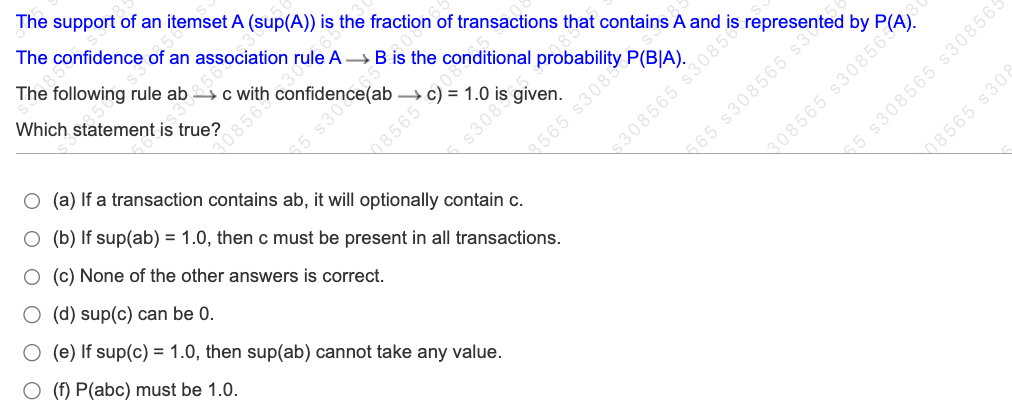 The support of an itemset A (sup(A)) is the fraction of transactions that contains A and is represented by P(A).
The confidence of an association rule A → B is the conditional probability P(B|A).
The following rule ab → c with confidence(ab → c) = 1.0 is given.
Which statement is true?
(a) If a transaction contains ab, it will optionally contain c.
(b) If sup(ab) = 1.0, then c must be present in all transactions.
(c) None of the other answers is correct.
(d) sup(c) can be 0.
(e) If sup(c) = 1.0, then sup(ab) cannot take any value.
(f) P(abc) must be 1.0.